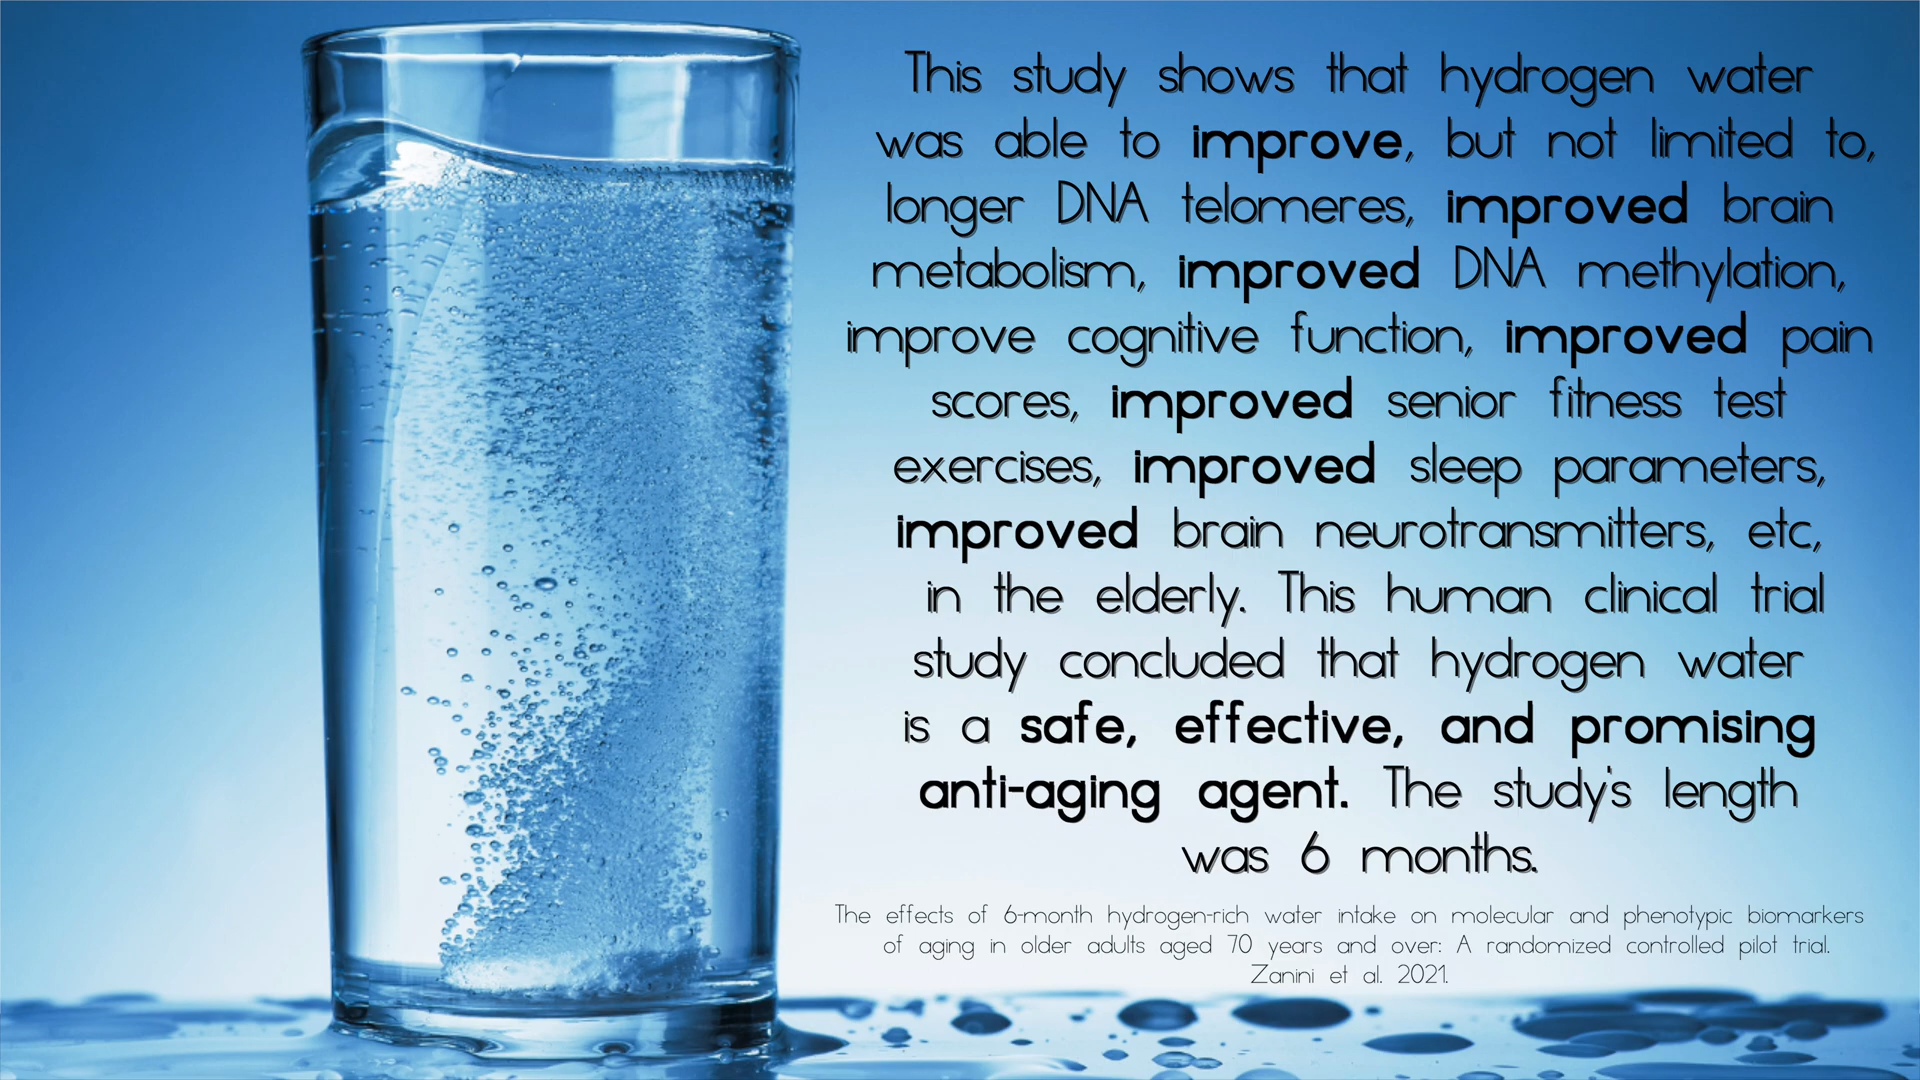 This study shows that hydrogen water
was able to improve, but not limited to,
longer DNA telomeres, improved brain
metabolism, improved DNA methylation,
improve cognitive function, improved pain
scores, improved senior fitness test
exercises, improved sleep parameters,
improved brain neurotransmitters, etc,
in the elderly. This human clinical trial
study concluded that hydrogen water
is a safe, effective, and promising
anti-aging agent. The study's length
was 6 months.
The effects of 6-month hydrogen-rich water intake on molecular and phenotypic biomarkers
of aging in older adults aged 70 years and over: A randomized controlled pilot trial.
Zanini et al. 2021.